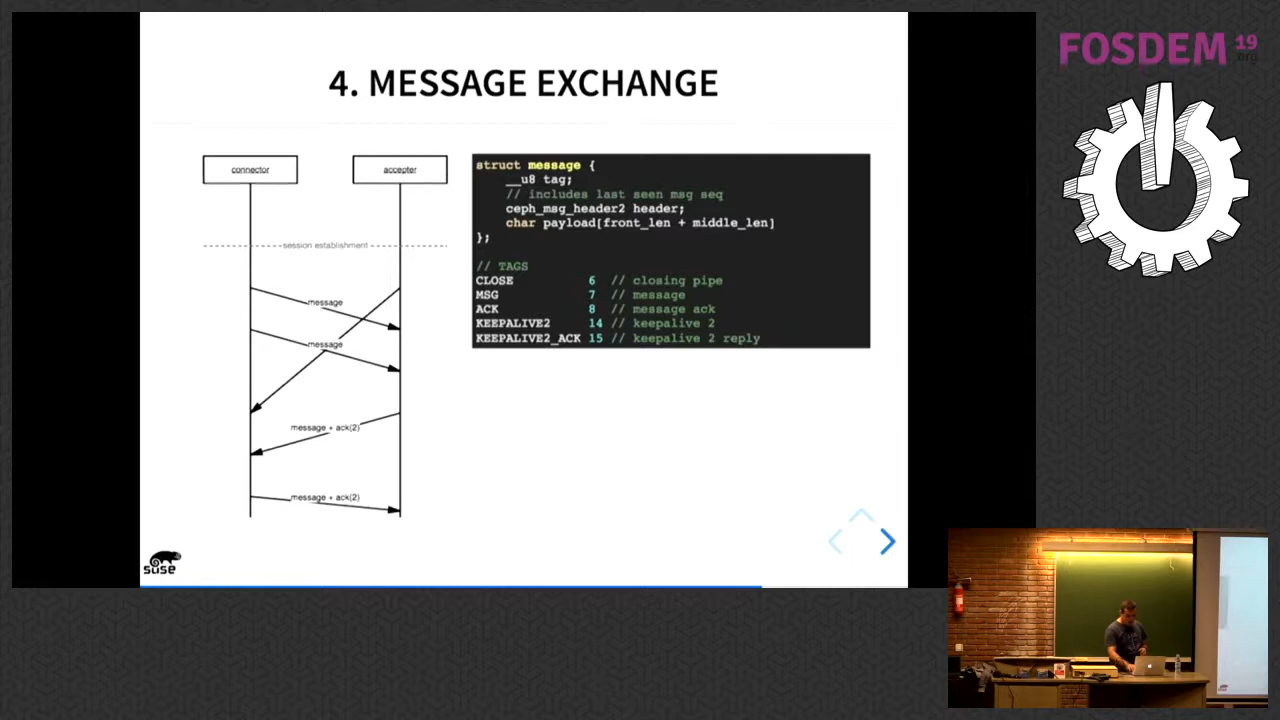 FOSDEM 19
.org
4. MESSAGE EXCHANGE
connector
accepter
session establishment
message
message
message + ack(2)
message + ack(2)
struct message {
__u8 tag;
// includes last seen msg seq
ceph_msg_header2 header;
char payload[front_len + middle_len]
};
// TAGS
CLOSE 6 // closing pipe
MSG 7 // message
ACK 8 // message ack
KEEPALIVE2 14 // keepalive 2
KEEPALIVE2_ACK 15 // keepalive 2 reply
suse